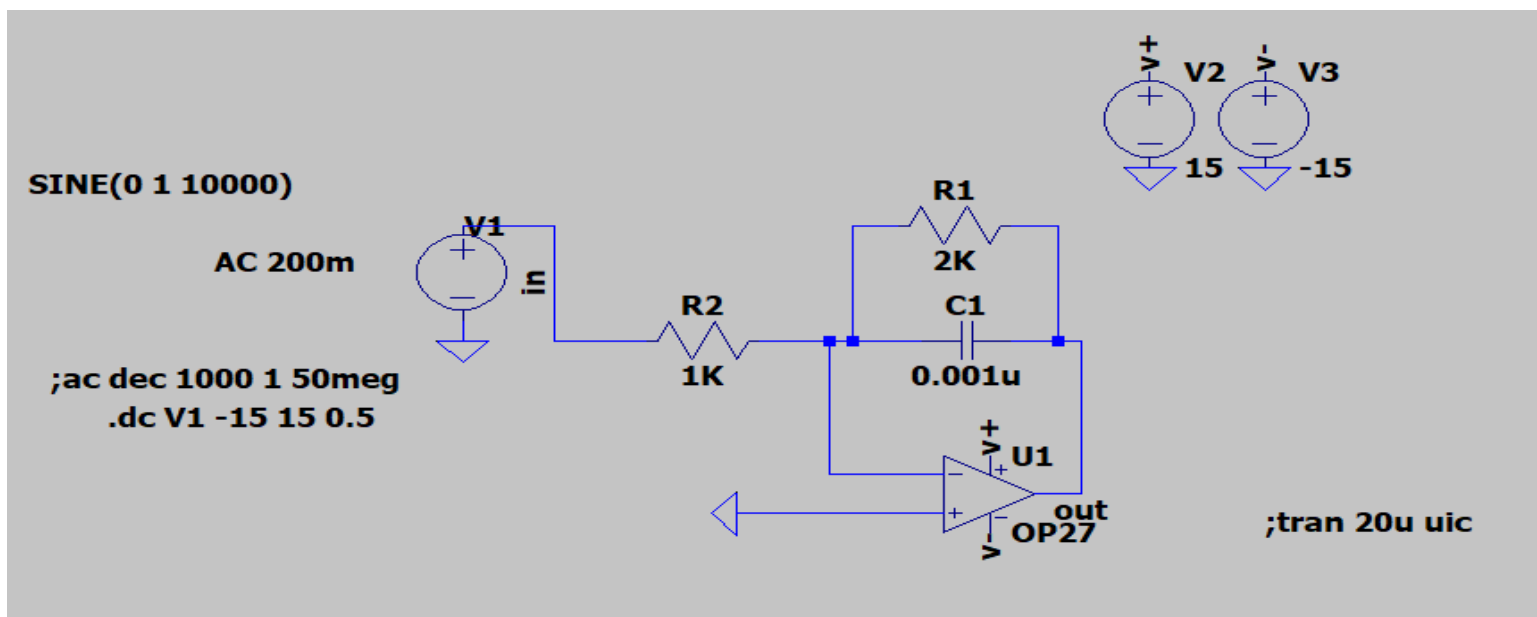 v+
V2
15
v-
V3
-15
SINE(0 1 10000)
V1
AC 200m
in
R1
2K
R2
1K
C1
0.001u
;ac dec 1000 1 50meg
.dc V1 -15 15 0.5
v+
U1
out
OP27
v-
;tran 20u uic